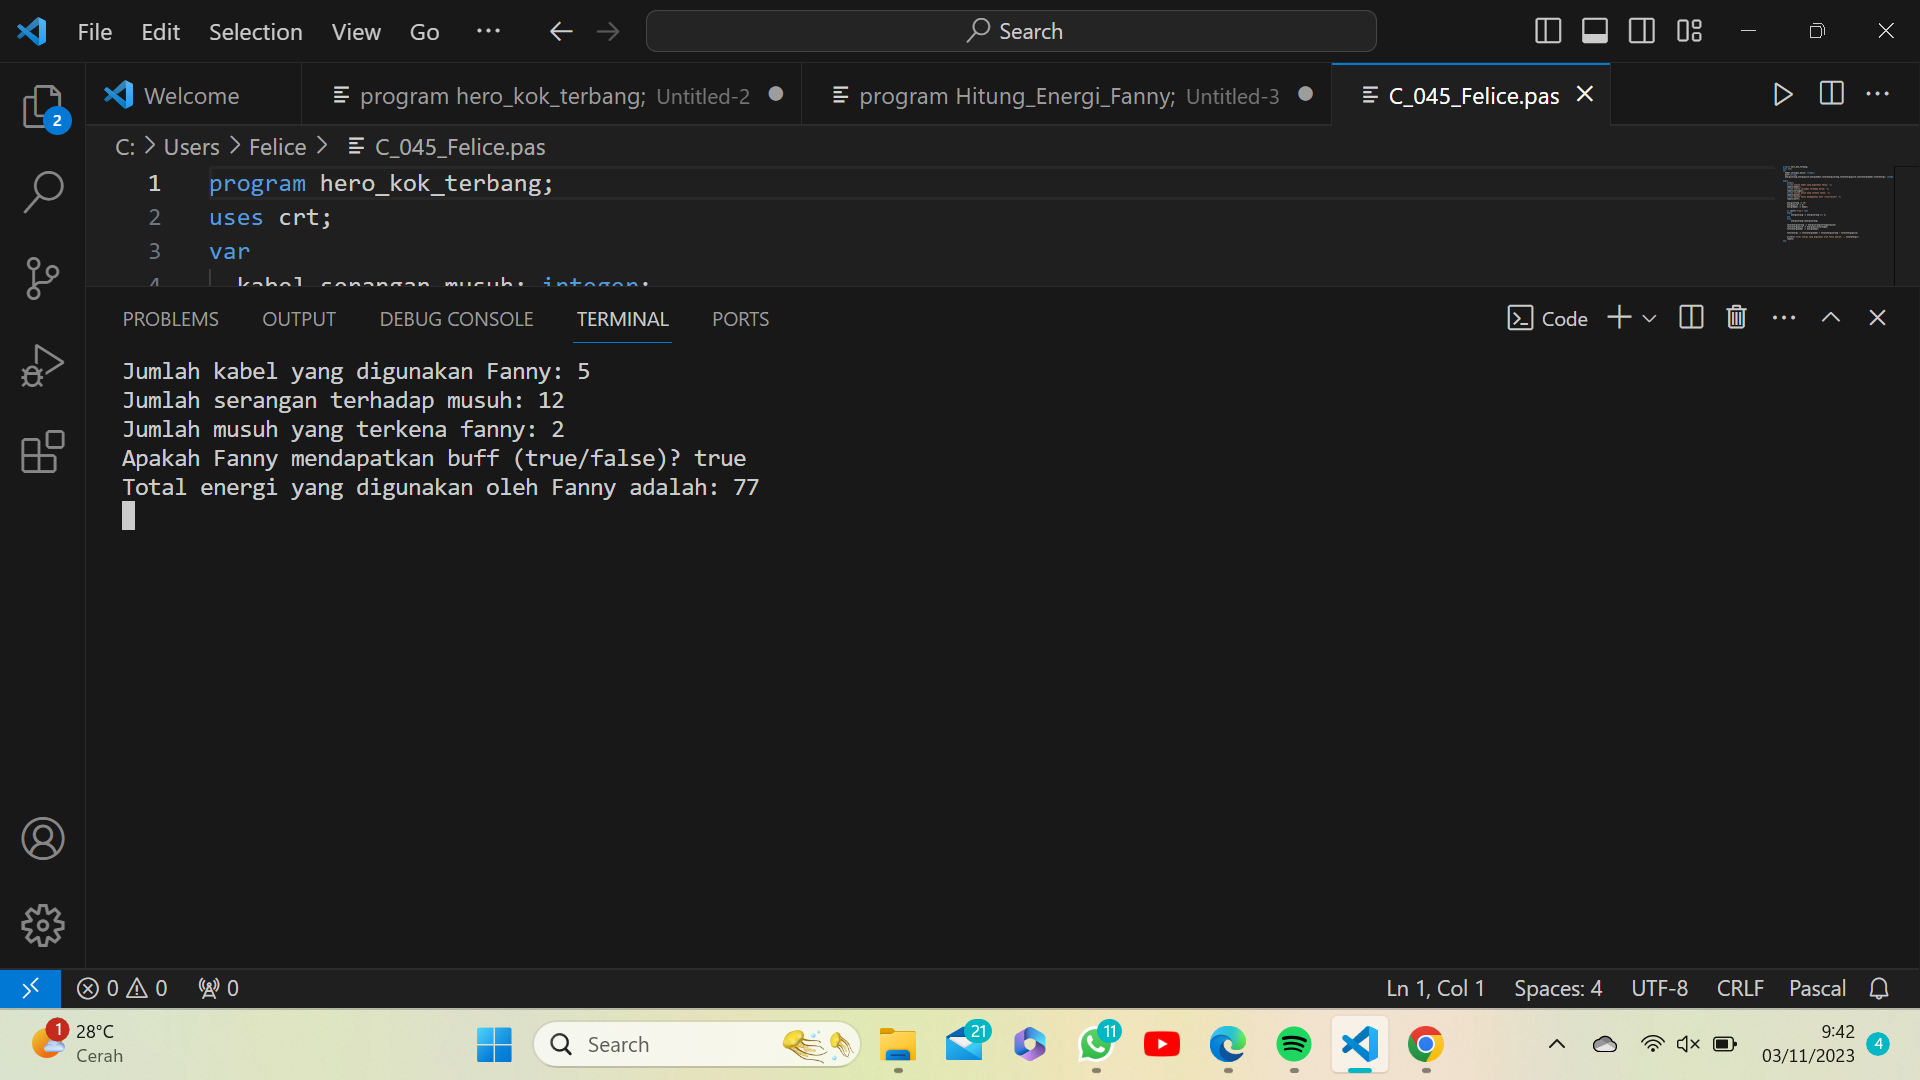 File Edit Selection View Go ··· Search
Welcome program hero_kok_terbang; Untitled-2 program Hitung_Energi_Fanny; Untitled-3 C_045_Felice.pas
2
C: > Users > Felice > C_045_Felice.pas
1 program hero_kok_terbang;
2 uses crt;
3 var
4 kabel,serangan,musuh: integer;
PROBLEMS OUTPUT DEBUG CONSOLE TERMINAL PORTS Code
Jumlah kabel yang digunakan Fanny: 5
Jumlah serangan terhadap musuh: 12
Jumlah musuh yang terkena fanny: 2
Apakah Fanny mendapatkan buff (true/false)? true
Total energi yang digunakan oleh Fanny adalah: 77
0 0 0 Ln 1, Col 1 Spaces: 4 UTF-8 CRLF Pascal
1 28°C
Cerah
Search
21
11
9:42
03/11/2023
4